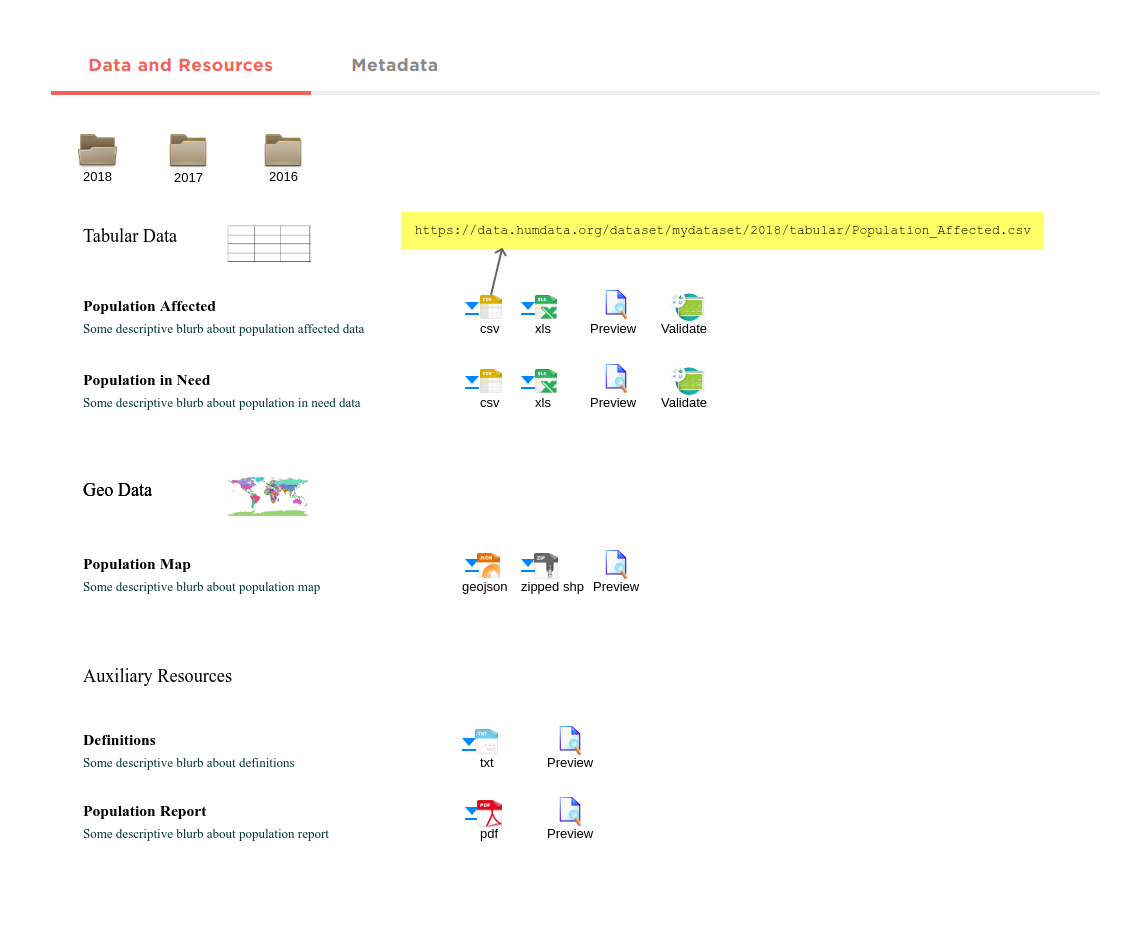 Data and Resources Metadata
2018 2017 2016
Tabular Data
https://data.humdata.org/dataset/mydataset/2018/tabular/Population_Affected.csv
Population Affected
Some descriptive blurb about population affected data
CSV XLS
csv xls Preview Validate
Population in Need
Some descriptive blurb about population in need data
CSV XLS
csv xls Preview Validate
Geo Data
Population Map
Some descriptive blurb about population map
JSON ZIP
geojson zipped shp Preview
Auxiliary Resources
Definitions
Some descriptive blurb about definitions
TXT
txt Preview
Population Report
Some descriptive blurb about population report
PDF
pdf Preview